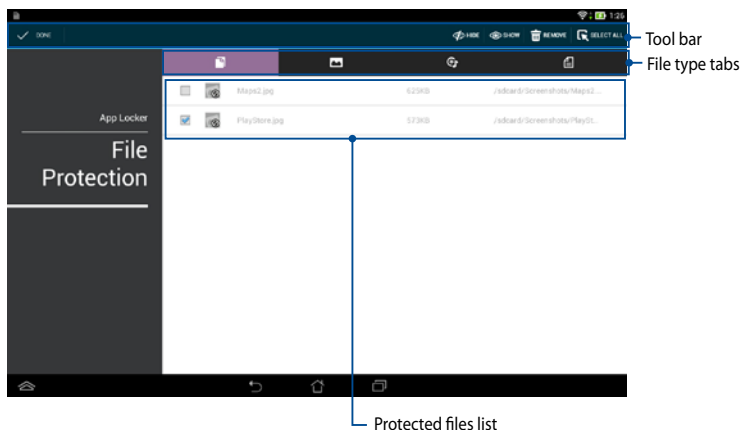 1:25
DONE HIDE SHOW REMOVE SELECT ALL
Tool bar
File type tabs
Maps2.jpg 623KB /sdcard/Screenshots/Maps2...
PlayStore.jpg 573KB /sdcard/Screenshots/PlaySt...
App Locker
File
Protection
Protected files list